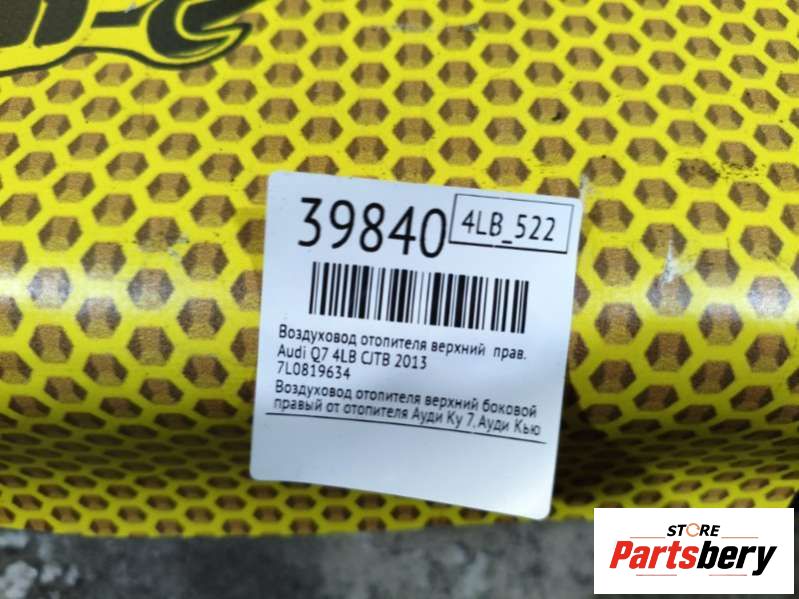 39840
4LB_522
Воздуховод отопителя верхний прав.
Audi Q7 4LB CJTB 2013
7L0819634
Воздуховод отопителя верхний боковой
правый от отопителя Ауди Ку 7, Ауди Кью
STORE
Partsbery